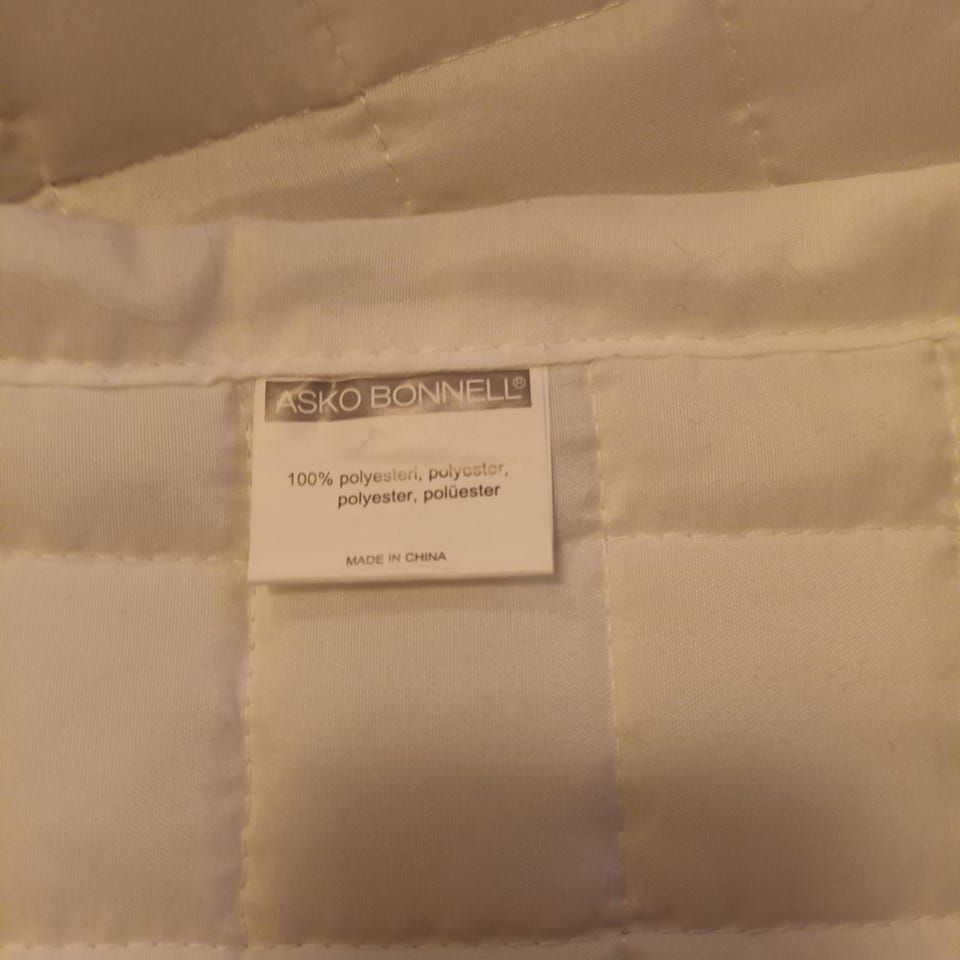 ASKO BONNELL®
100% polyesteri, polyester,
polyester, polüester
MADE IN CHINA